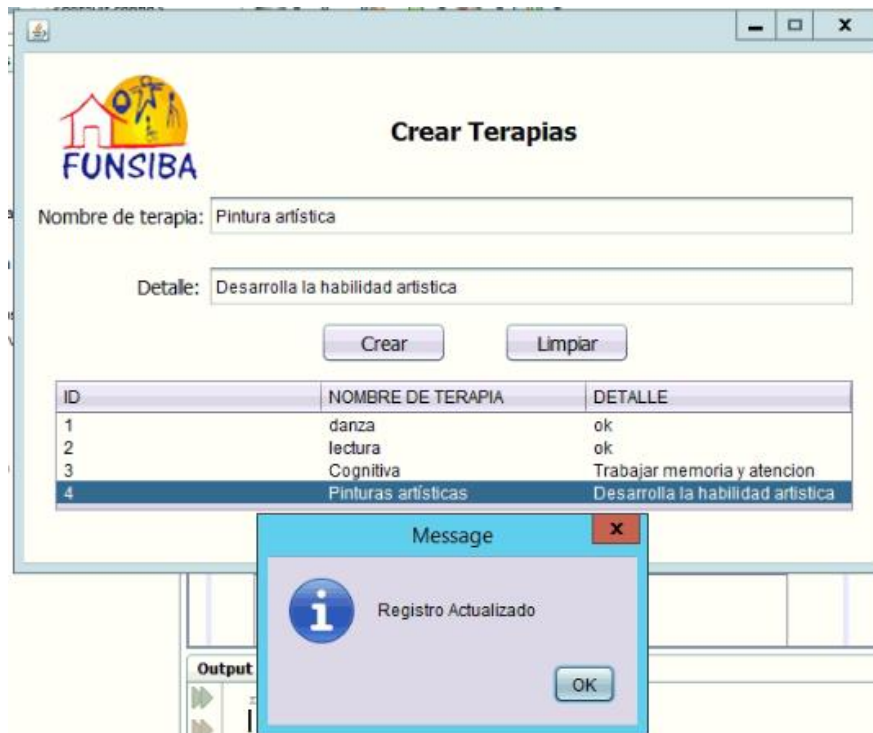 FUNSIBA
Crear Terapias
Nombre de terapia: Pintura artística
Detalle: Desarrolla la habilidad artistica
Crear Limpiar
ID NOMBRE DE TERAPIA DETALLE
1 danza ok
2 lectura ok
3 Cognitiva Trabajar memoria y atencion
4 Pinturas artísticas Desarrolla la habilidad artistica
Message
Registro Actualizado
OK
Output